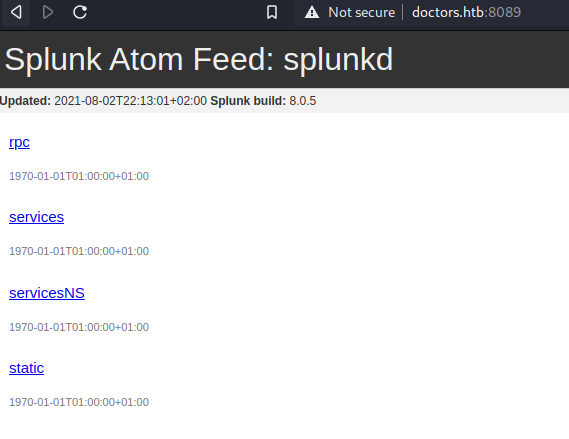 Not secure | doctors.htb:8089
Splunk Atom Feed: splunkd
Updated: 2021-08-02T22:13:01+02:00 Splunk build: 8.0.5
rpc
1970-01-01T01:00:00+01:00
services
1970-01-01T01:00:00+01:00
servicesNS
1970-01-01T01:00:00+01:00
static
1970-01-01T01:00:00+01:00